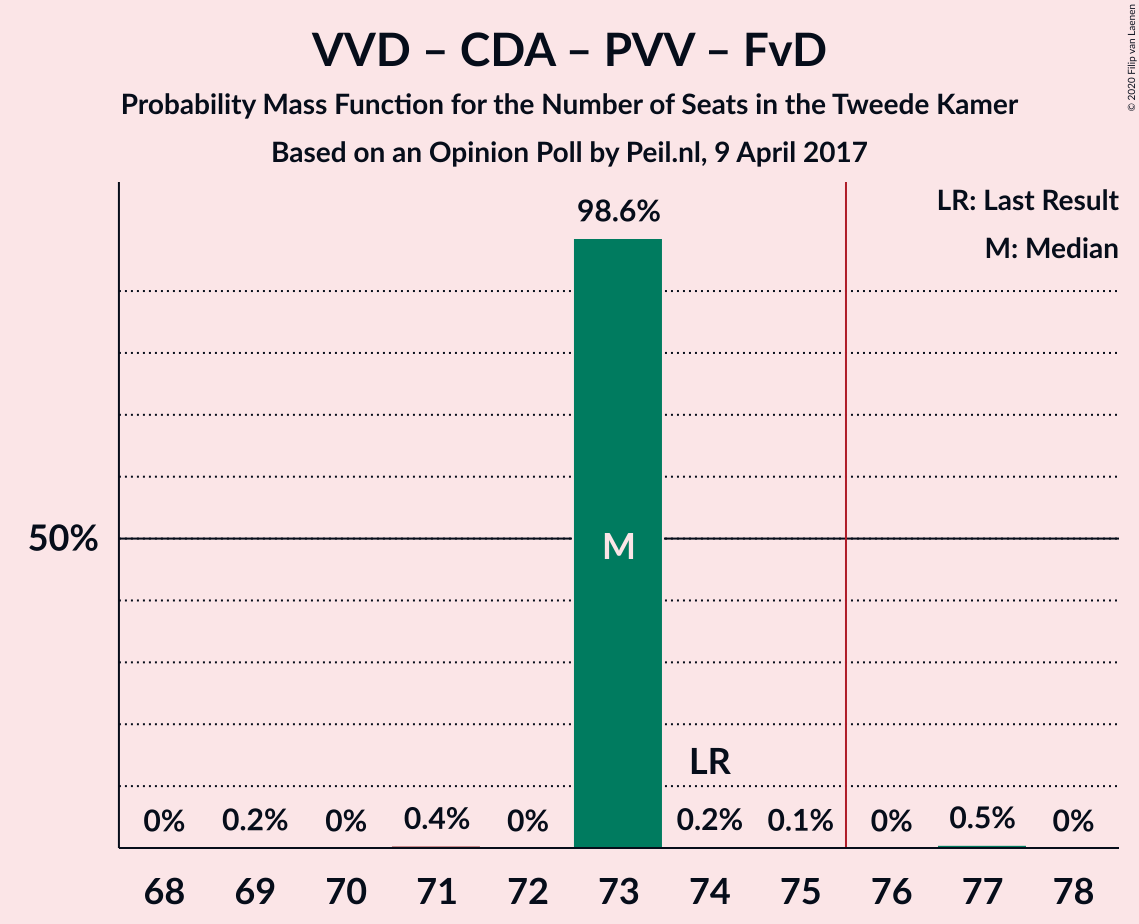 VVD – CDA – PVV – FvD
Probability Mass Function for the Number of Seats in the Tweede Kamer
Based on an Opinion Poll by Peil.nl, 9 April 2017
© 2020 Filip van Laenen
LR: Last Result
M: Median
98.6%
50%
M
LR
0% 0.2% 0% 0.4% 0% 0.2% 0.1% 0% 0.5% 0%
68 69 70 71 72 73 74 75 76 77 78